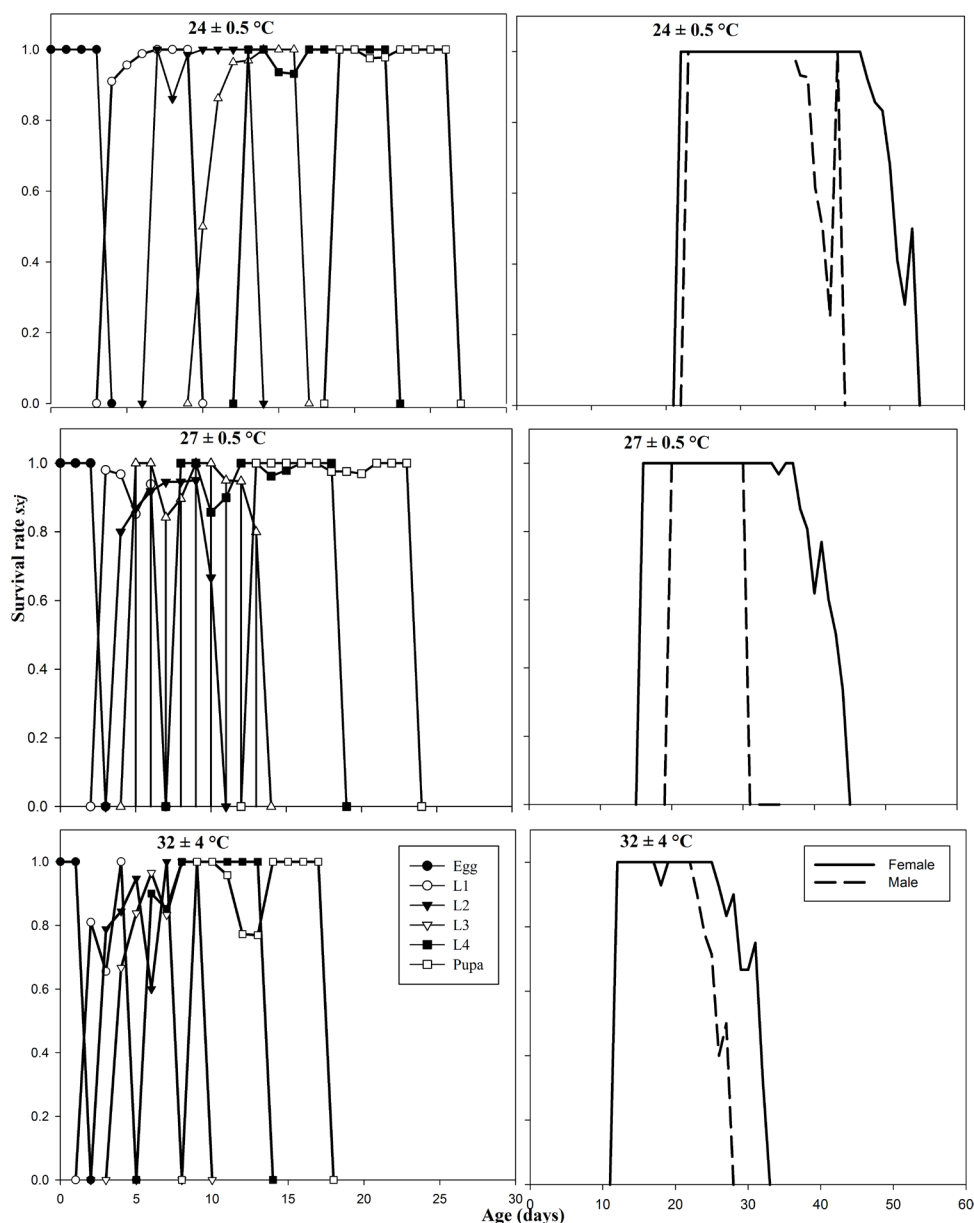 24 ± 0.5 °C
24 ± 0.5 °C
1.0
0.8
0.6
0.4
0.2
0.0
27 ± 0.5 °C
27 ± 0.5 °C
1.0
0.8
0.6
0.4
0.2
0.0
Survival rate sxj
32 ± 4 °C
32 ± 4 °C
1.0
0.8
0.6
0.4
0.2
0.0
Egg
L1
L2
L3
L4
Pupa
Female
Male
0 5 10 15 20 25 30
0 10 20 30 40 50 60
Age (days)